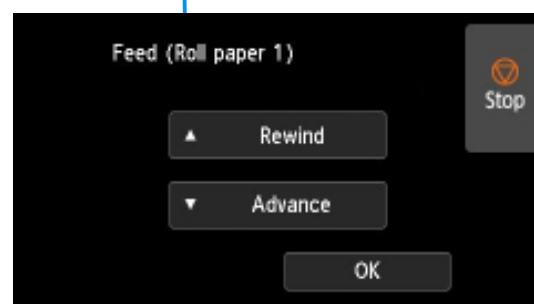 Feed (Roll paper 1)
Stop
▲ Rewind
▼ Advance
OK